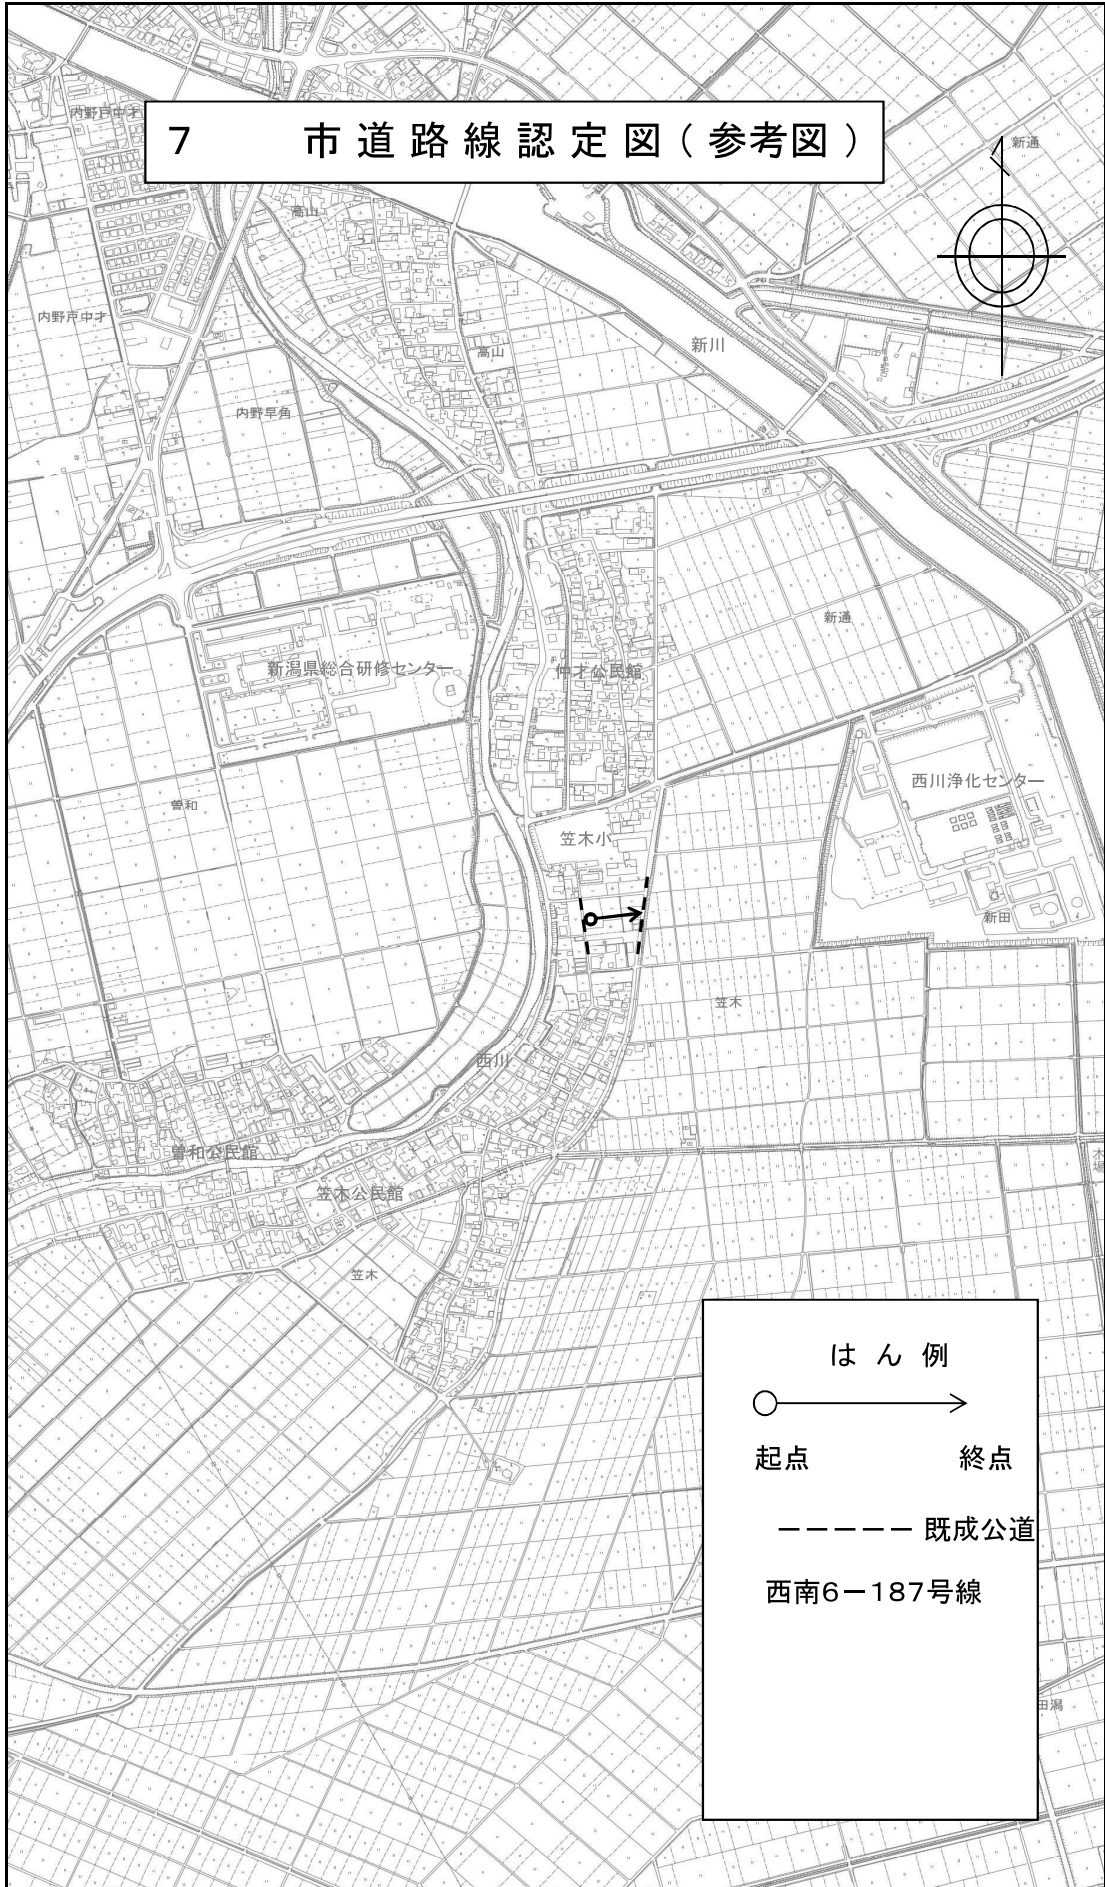 内野戸中才
7 市道路線認定図(参考図)
新通
高山
内野戸中才
新川
高山
内野早角
新通
新潟県総合研修センター
仲才公民館
西川浄化センター
曽和
笠木小
新田
笠木
西川
曽和公民館
木場
笠木公民館
笠木
はん例
起点 終点
既成公道
西南6-187号線
田潟